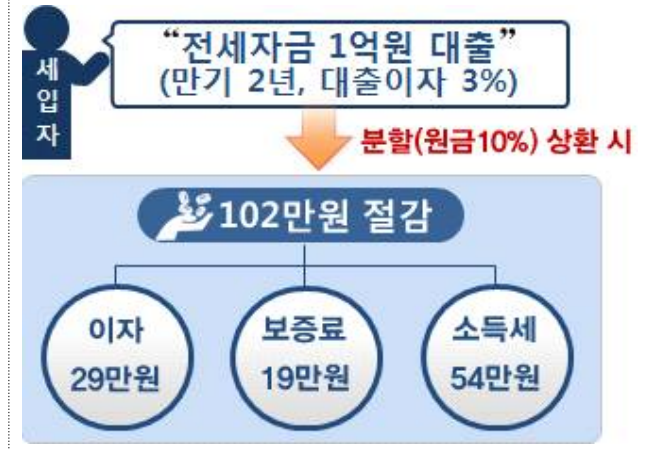 세입자
“전세자금 1억원 대출”
(만기 2년, 대출이자 3%)
분할(원금10%) 상환 시
102만원 절감
이자
29만원
보증료
19만원
소득세
54만원